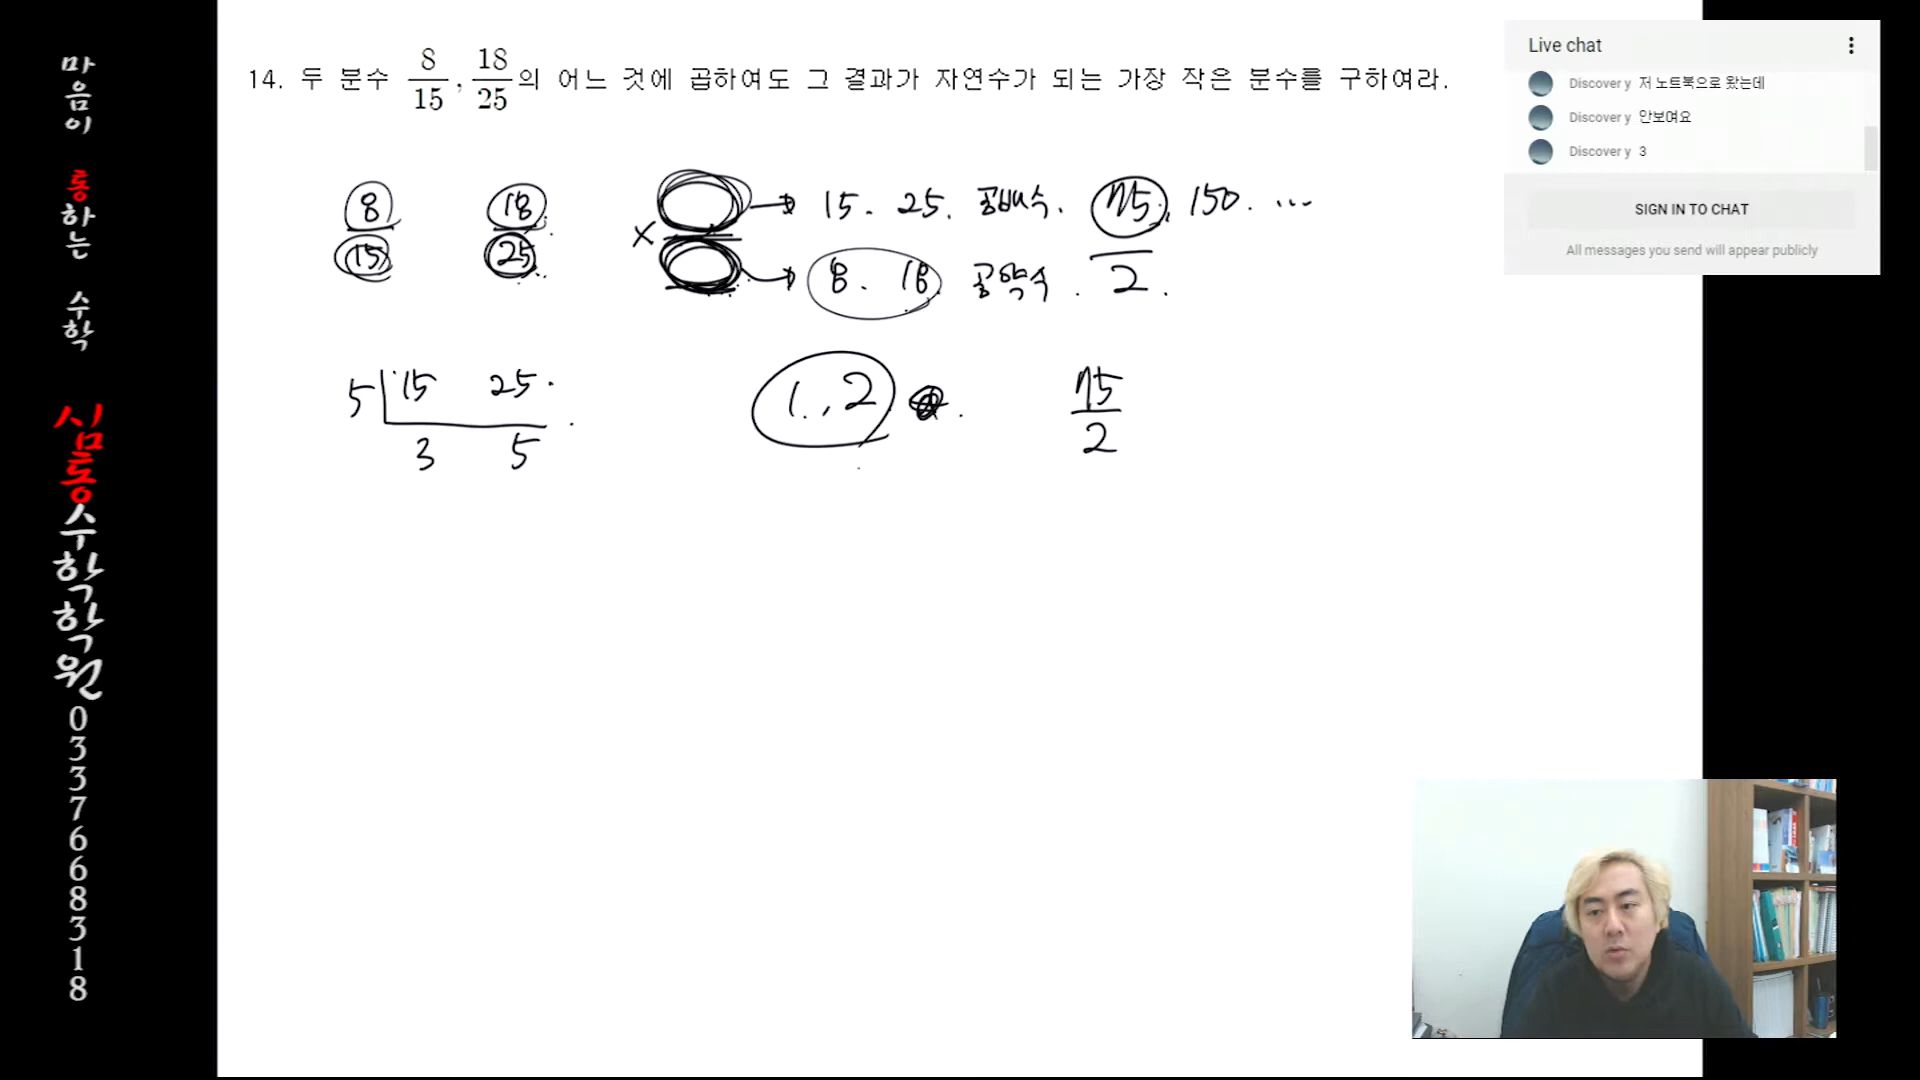 마음이 통하는 수학 심통수학학원 0337668318
14. 두 분수 8/15, 18/25의 어느 것에 곱하여도 그 결과가 자연수가 되는 가장 작은 분수를 구하여라.
8 18
15 25
× → 15. 25. 공배수. 75, 150. ...
→ 8. 18 공약수. 2.
5 15 25
3 5
1, 2
75
2
Live chat
Discover y 저 노트북으로 왔는데
Discover y 안보여요
Discover y 3
SIGN IN TO CHAT
All messages you send will appear publicly